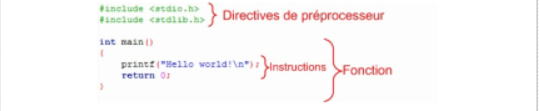 #include <stdio.h>
#include <stdlib.h>
Directives de préprocesseur
int main()
{
printf("Hello world!\n"); Instructions
return 0;
Fonction
}